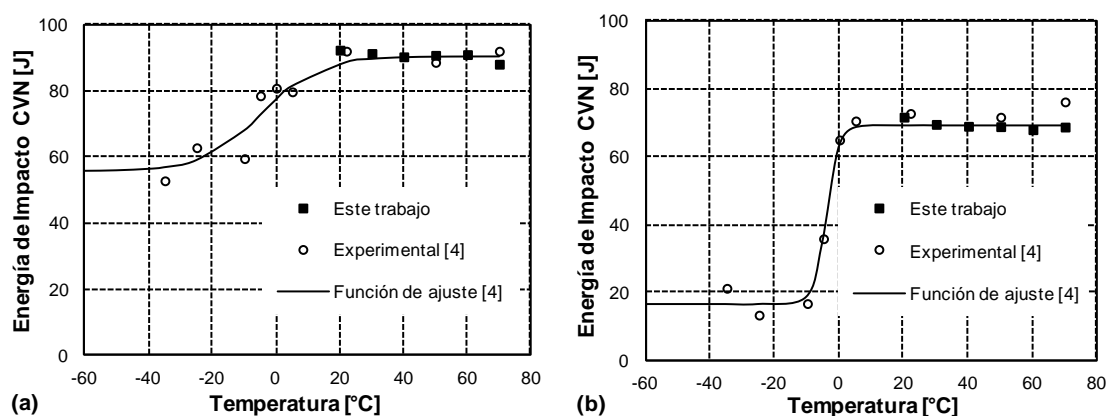 100
80
60
40
20
0
Energía de Impacto CVN [J]
Este trabajo
Experimental [4]
Función de ajuste [4]
-60 -40 -20 0 20 40 60 80
Temperatura [°C]
(a)
100
80
60
40
20
0
Energía de Impacto CVN [J]
Este trabajo
Experimental [4]
Función de ajuste [4]
-60 -40 -20 0 20 40 60 80
Temperatura [°C]
(b)